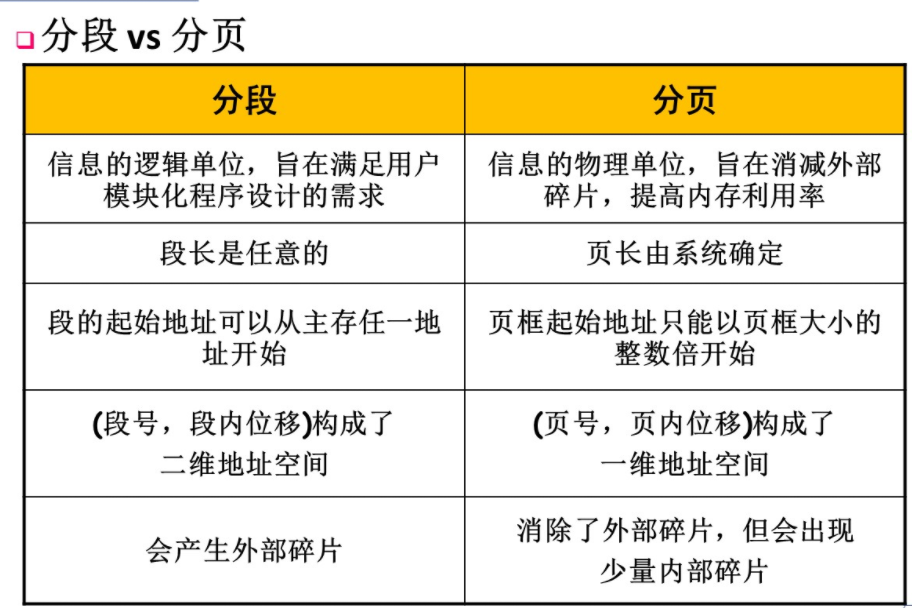 分段 vs 分页
分段
分页
信息的逻辑单位，旨在满足用户
模块化程序设计的需求
信息的物理单位，旨在消减外部
碎片，提高内存利用率
段长是任意的
页长由系统确定
段的起始地址可以从主存任一地
址开始
页框起始地址只能以页框大小的
整数倍开始
(段号，段内位移)构成了
二维地址空间
(页号，页内位移)构成了
一维地址空间
会产生外部碎片
消除了外部碎片，但会出现
少量内部碎片